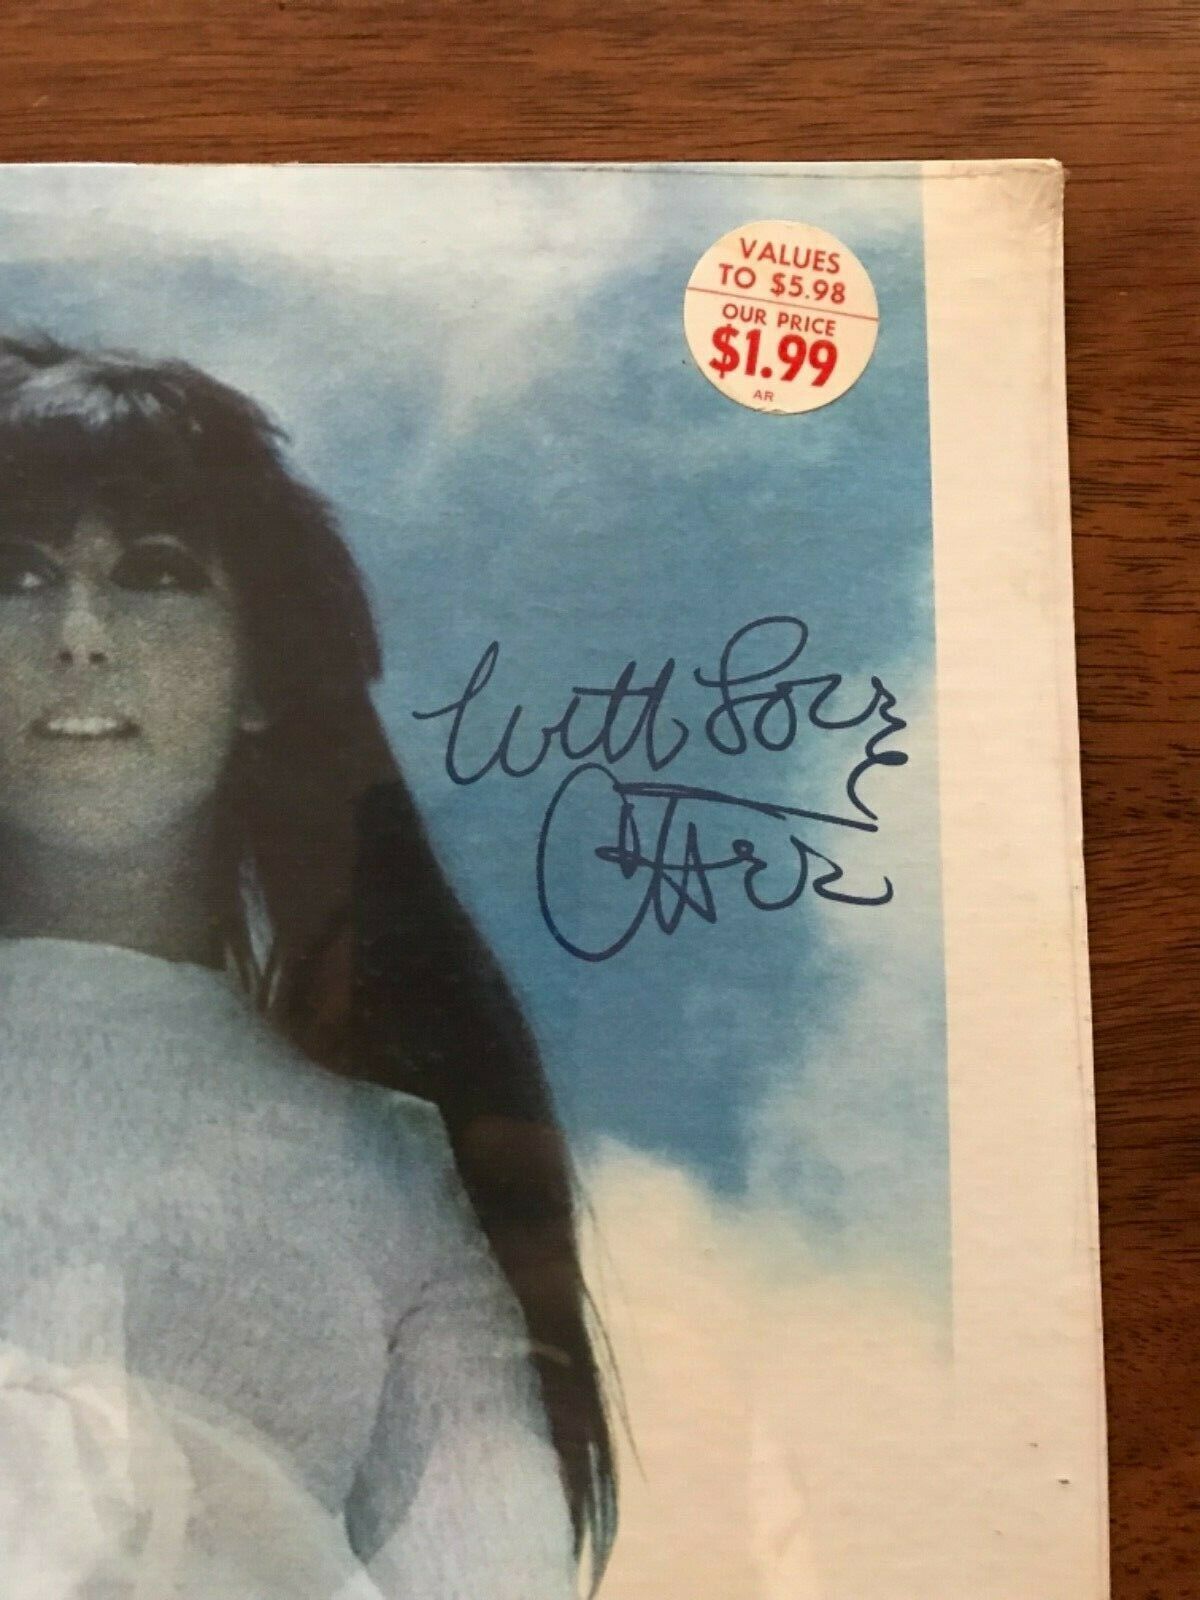 VALUES
TO $5.98
OUR PRICE
$1.99
AR
With Love
Cher